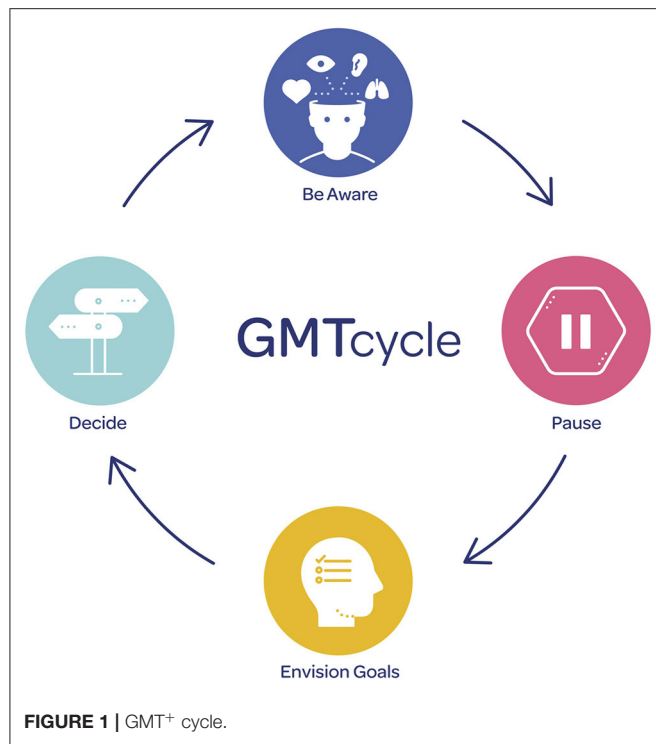 Be Aware
GMTcycle
Decide
Pause
Envision Goals
FIGURE 1 | GMT⁺ cycle.